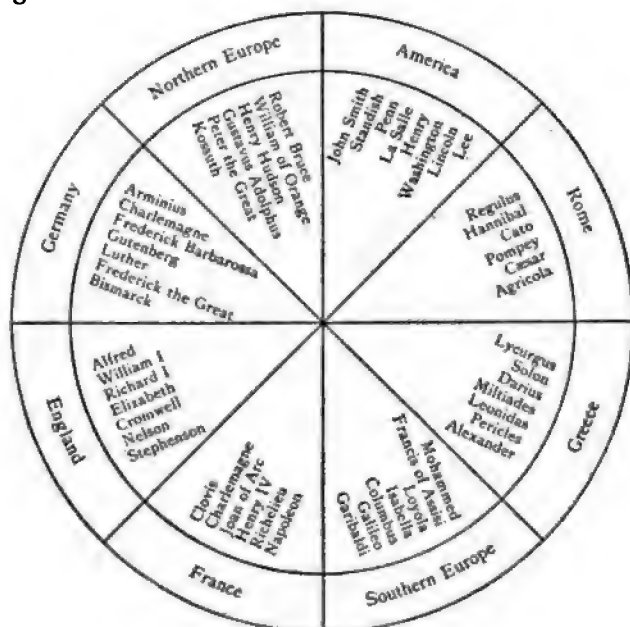 Northern Europe
Robert Bruce
William of Orange
Henry Hudson
Gustavus Adolphus
Peter the Great
Kossuth
America
John Smith
Standish
Penn
La Salle
Henry
Washington
Lincoln
Lee
Rome
Regulus
Hannibal
Cato
Pompey
Cæsar
Agricola
Greece
Lycurgus
Solon
Darius
Miltiades
Leonidas
Pericles
Alexander
Southern Europe
Mohammed
Francis of Assisi
Loyola
Isabella
Columbus
Galileo
Garibaldi
France
Clovis
Charlemagne
Joan of Arc
Henry IV
Richelieu
Napoleon
England
Alfred
William I
Richard I
Elizabeth
Cromwell
Nelson
Stephenson
Germany
Arminius
Charlemagne
Frederick Barbarossa
Gutenberg
Luther
Frederick the Great
Bismarck